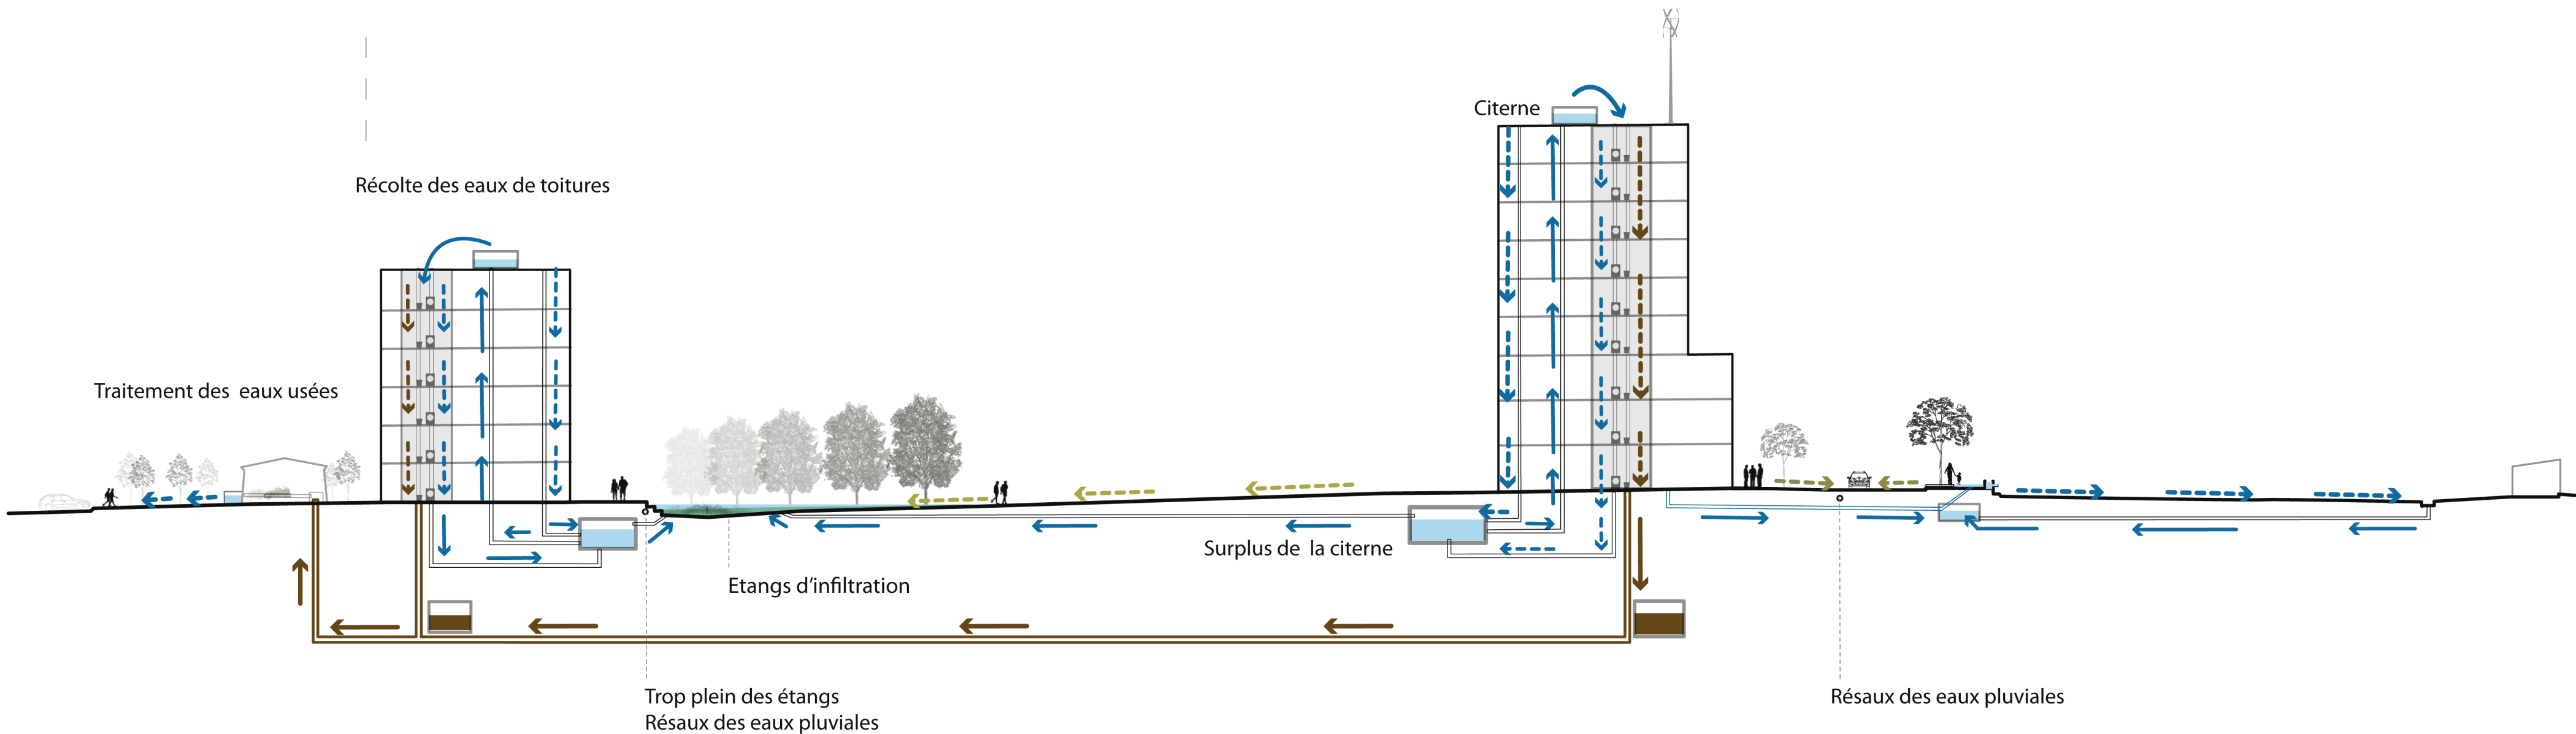 Citerne
Récolte des eaux de toitures
Traitement des eaux usées
Surplus de la citerne
Etangs d’infiltration
Trop plein des étangs
Résaux des eaux pluviales
Résaux des eaux pluviales